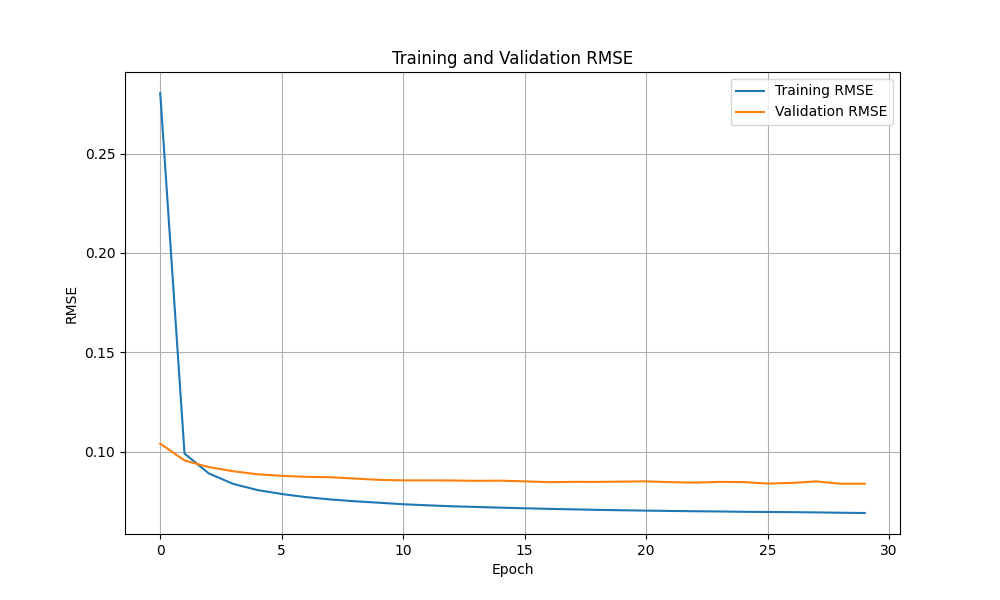 Training and Validation RMSE
Training RMSE
Validation RMSE
0.25
0.20
0.15
0.10
RMSE
0 5 10 15 20 25 30
Epoch